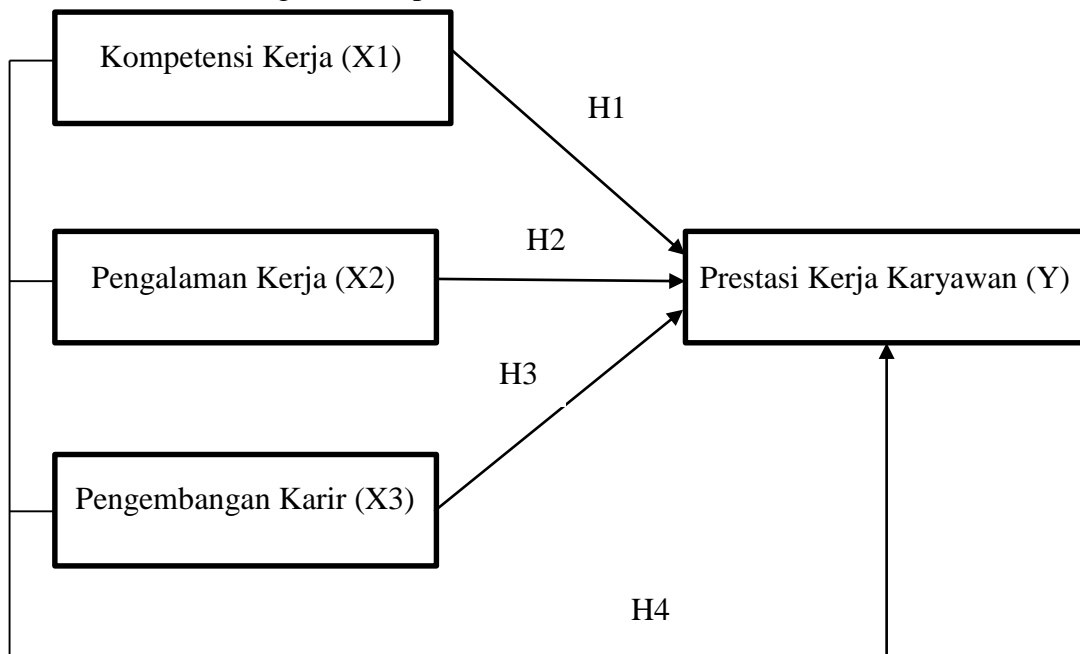 Kompetensi Kerja (X1)
H1
H2
Pengalaman Kerja (X2)
Prestasi Kerja Karyawan (Y)
H3
Pengembangan Karir (X3)
H4